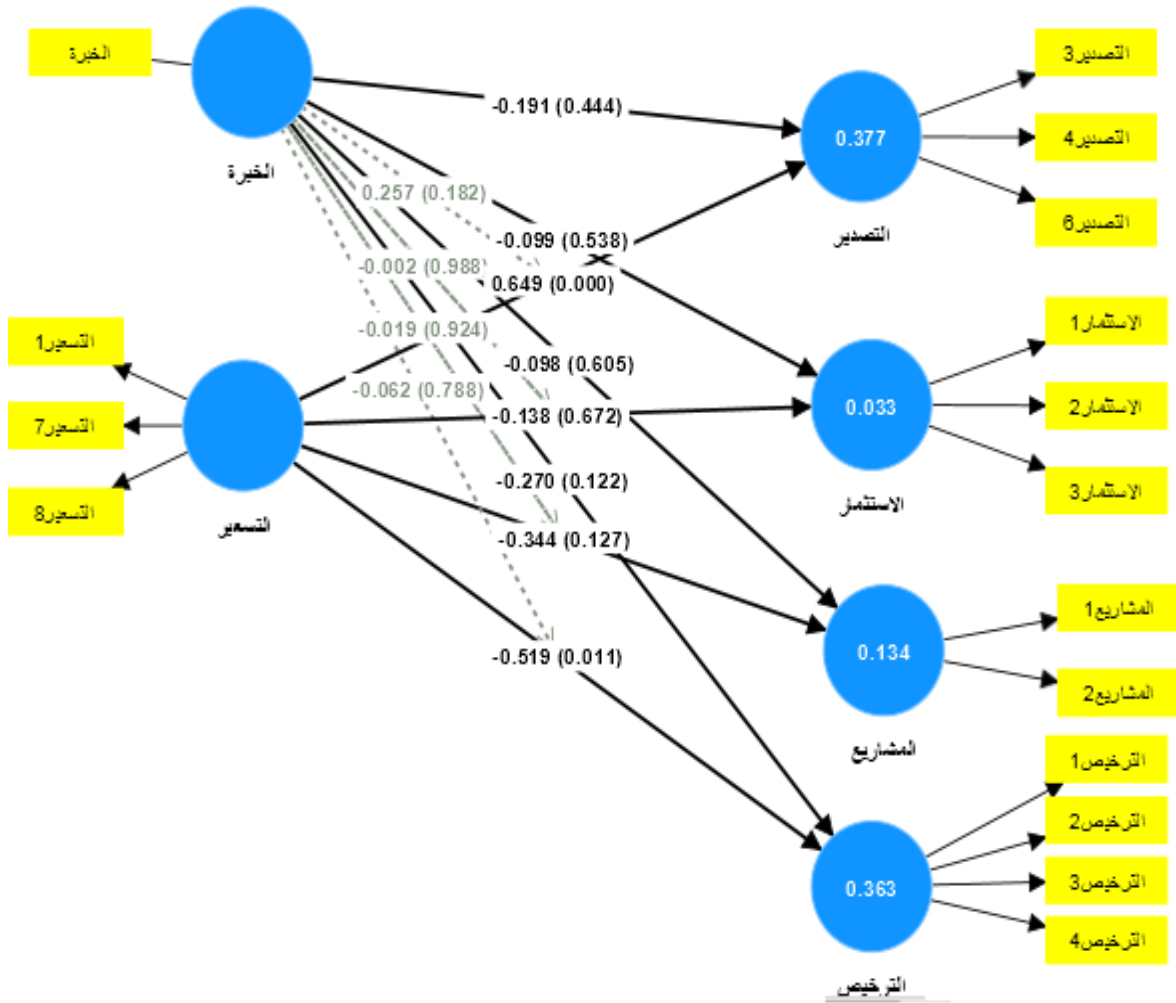 الخبرة
الخبرة
-0.191 (0.444)
0.377
التصدير
التصدير3
التصدير4
التصدير6
0.257 (0.182)
-0.099 (0.538)
-0.002 (0.988)
0.649 (0.000)
-0.019 (0.924)
-0.098 (0.605)
-0.062 (0.788)
-0.138 (0.672)
-0.270 (0.122)
-0.344 (0.127)
-0.519 (0.011)
التسعير1
التسعير7
التسعير8
التسعير
0.033
الاستثمار
الاستثمار1
الاستثمار2
الاستثمار3
0.134
المشاريع
المشاريع1
المشاريع2
0.363
الترخيص
الترخيص1
الترخيص2
الترخيص3
الترخيص4